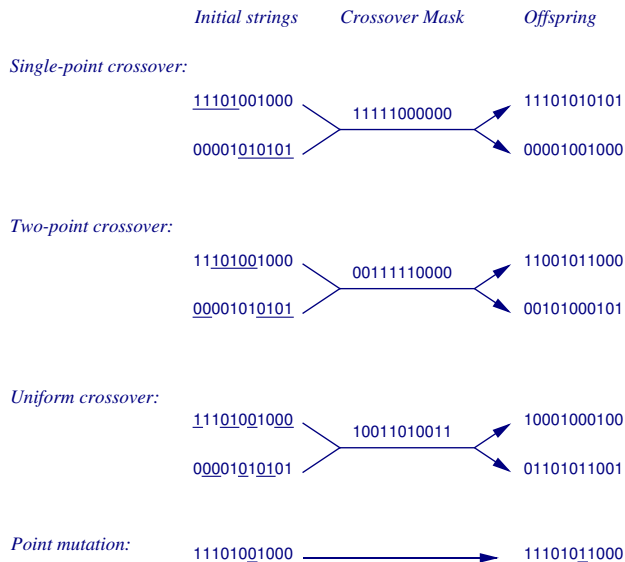 Initial strings Crossover Mask Offspring
Single-point crossover:
11101001000 11111000000 11101010101
00001010101 00001001000
Two-point crossover:
11101001000 00111110000 11001011000
00001010101 00101000101
Uniform crossover:
11101001000 10011010011 10001000100
00001010101 01101011001
Point mutation: 11101001000 11101011000